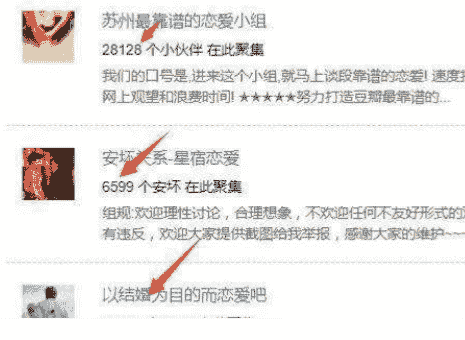 苏州最靠谱的恋爱小组
28128 个小伙伴 在此聚集
我们的口号是,进来这个小组,就马上谈段靠谱的恋爱! 速度
网上观望和浪费时间! ★★★★★努力打造豆瓣最靠谱的...
安坏关系-星宿恋爱
6599 个安坏 在此聚集
组规:欢迎理性讨论，合理想象，不欢迎任何不友好形式的
有违反，欢迎大家提供截图给我举报，感谢大家的维护~~
以结婚为目的而恋爱吧